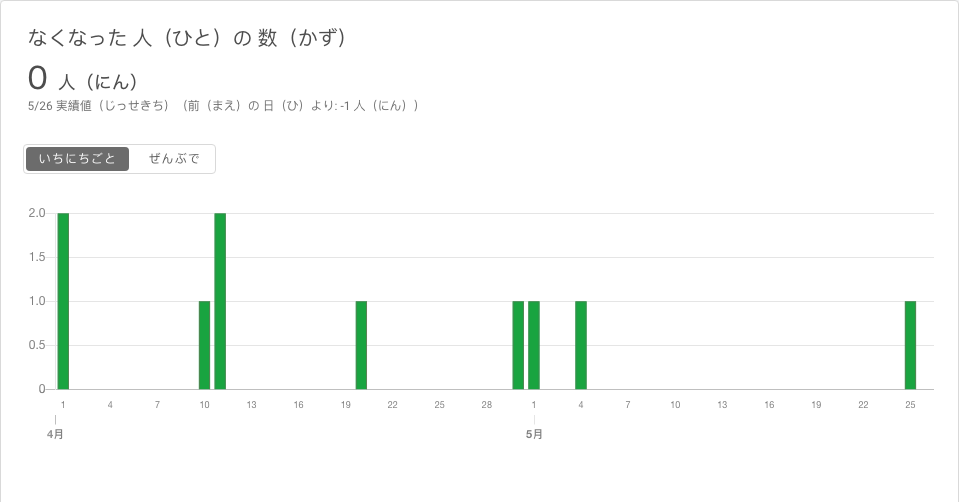 なくなった 人（ひと）の 数（かず）
0 人（にん）
5/26 実績値（じっせきち）（前（まえ）の 日（ひ）より: -1 人（にん））
いちにちごと ぜんぶで
2.0
1.5
1.0
0.5
0
1 4 7 10 13 16 19 22 25 28 1 4 7 10 13 16 19 22 25
4月 5月